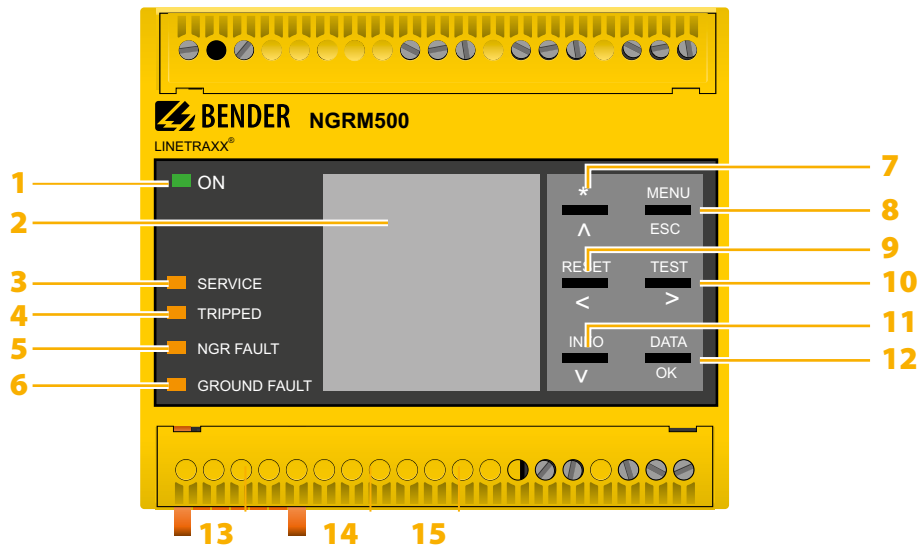 BENDER NGRM500
LINETRAXX®
1 ON
2
3 SERVICE
4 TRIPPED
5 NGR FAULT
6 GROUND FAULT
* 7
MENU 8
^ ESC
RESET 9
TEST 10
< >
INFO 11
DATA 12
v OK
13 14 15